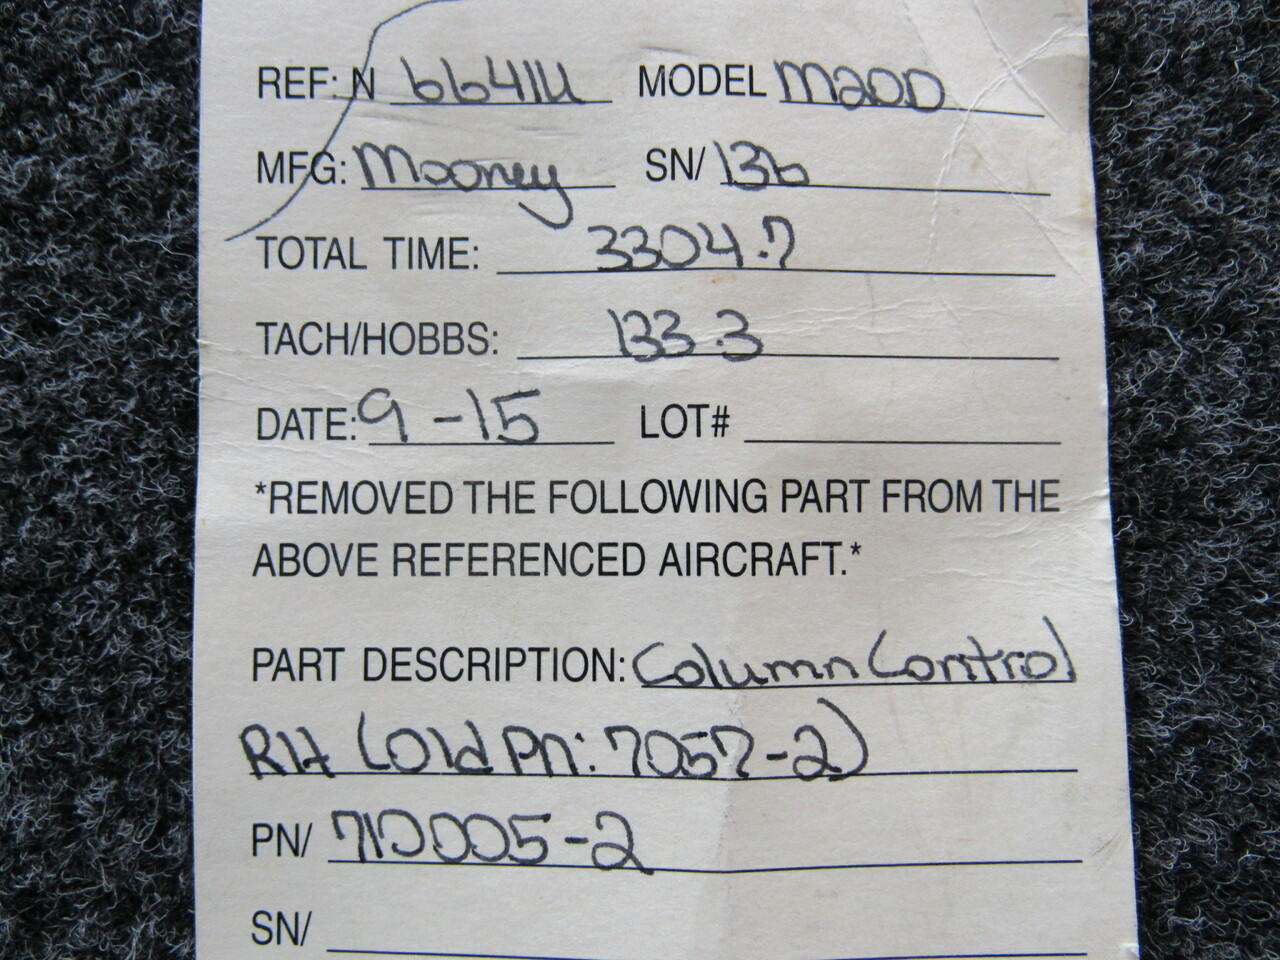 REF: N 6641U MODEL M20D
MFG: Mooney SN/ 136
TOTAL TIME: 3304.7
TACH/HOBBS: 133.3
DATE: 9-15 LOT#
*REMOVED THE FOLLOWING PART FROM THE
ABOVE REFERENCED AIRCRAFT.*
PART DESCRIPTION: Column Control
RH (Old PN: 7057-2)
PN/ 710005-2
SN/